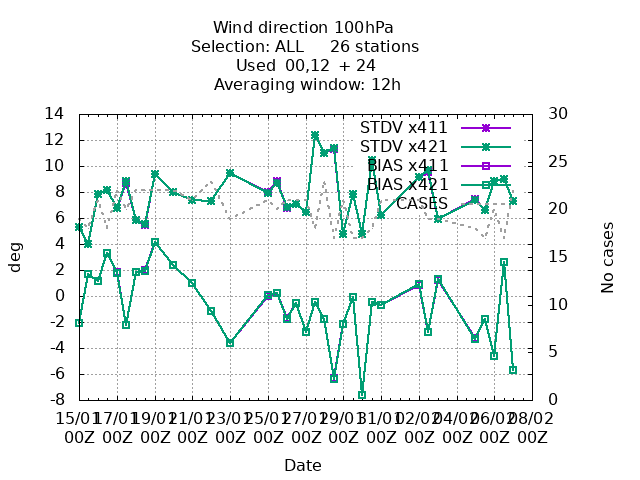 Wind direction 100hPa
Selection: ALL 26 stations
Used 00,12 + 24
Averaging window: 12h
14 30
STDV x411
STDV x421
12
10 25
BIAS x411
BIAS x421
8
CASES
6 20
4 15
2
0 10
-2
-4 5
-6
-8 0
deg
No cases
15/01 17/01 19/01 21/01 23/01 25/01 27/01 29/01 31/01 02/02 04/02 06/02 08/02
00Z 00Z 00Z 00Z 00Z 00Z 00Z 00Z 00Z 00Z 00Z 00Z 00Z
Date